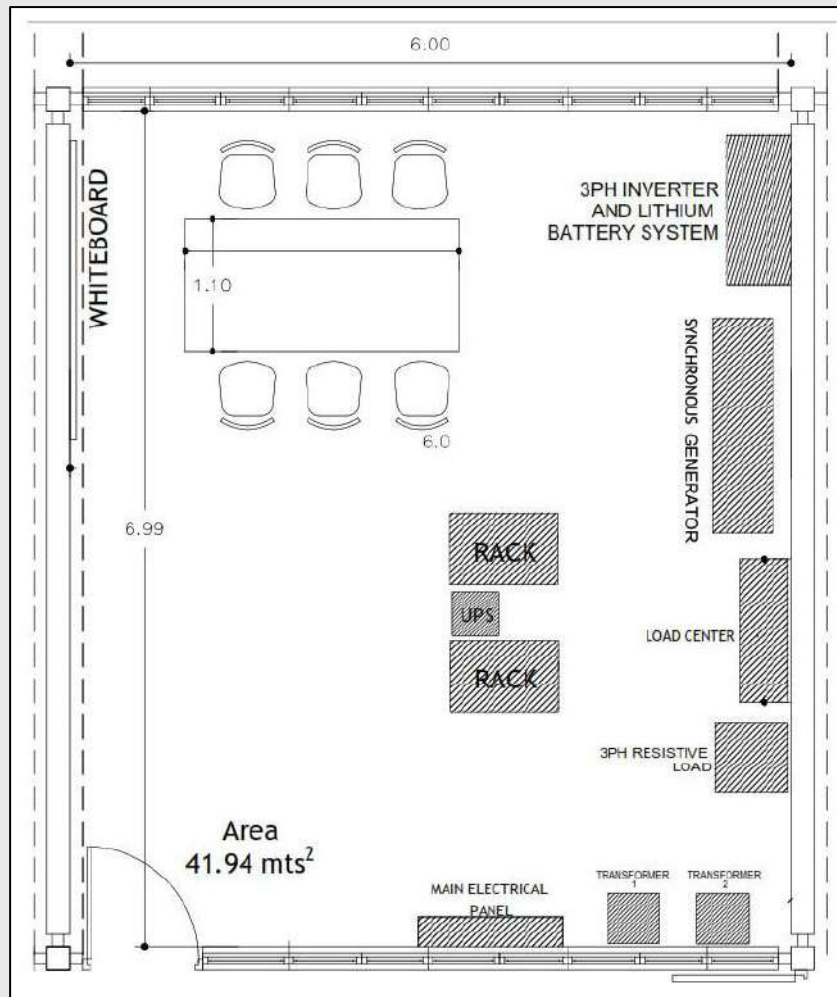 6.00
WHITEBOARD
3PH INVERTER
AND LITHIUM
BATTERY SYSTEM
1.10
SYNCHRONOUS GENERATOR
6.0
6.99
RACK
UPS
LOAD CENTER
RACK
3PH RESISTIVE
LOAD
Area
41.94 mts²
MAIN ELECTRICAL
PANEL
TRANSFORMER
1
TRANSFORMER
2